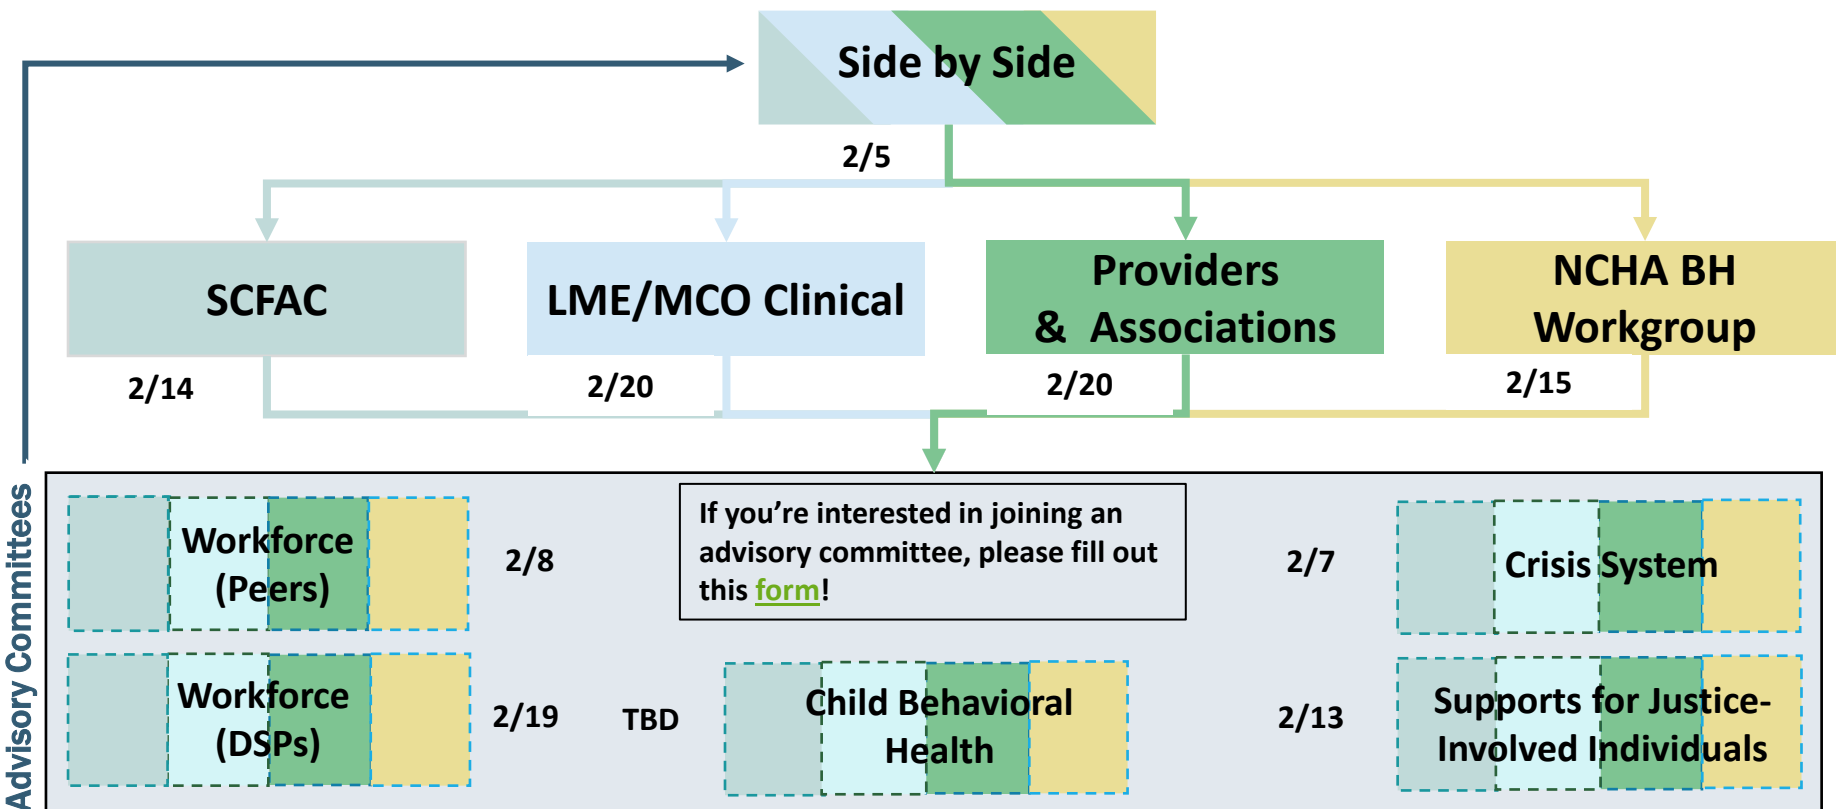 Side by Side
2/5
SCFAC
LME/MCO Clinical
Providers
& Associations
NCHA BH
Workgroup
2/14
2/20
2/20
2/15
Advisory Committees
Workforce
(Peers)
2/8
If you’re interested in joining an
advisory committee, please fill out
this form!
2/7
Crisis System
Workforce
(DSPs)
2/19
TBD
Child Behavioral
Health
2/13
Supports for Justice-
Involved Individuals